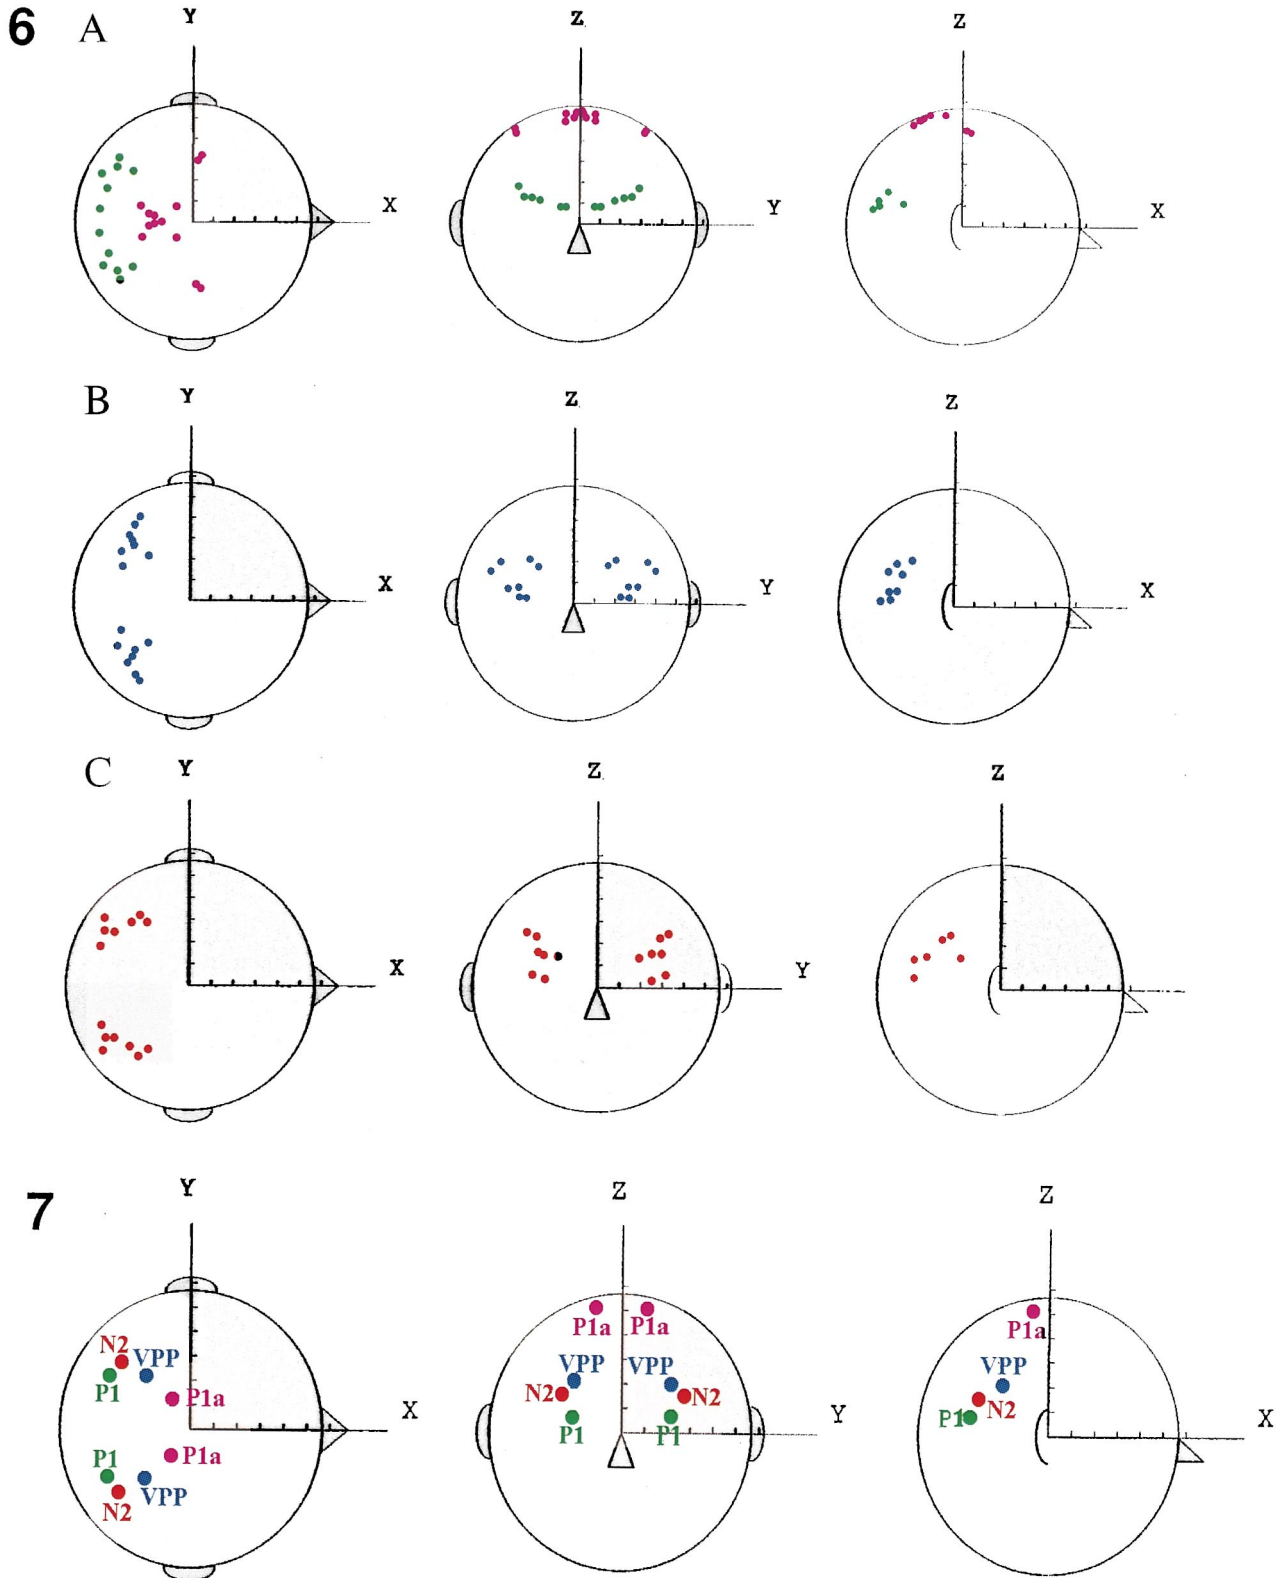 6 A
Y Z Z
X Y X
B
Y Z Z
X Y X
C
Y Z Z
X Y X
7
Y Z Z
P1a P1a P1a
N2 VPP VPP VPP VPP
P1 N2 N2 P1 N2
P1a P1 P1
X Y X
P1 P1a
N2 VPP